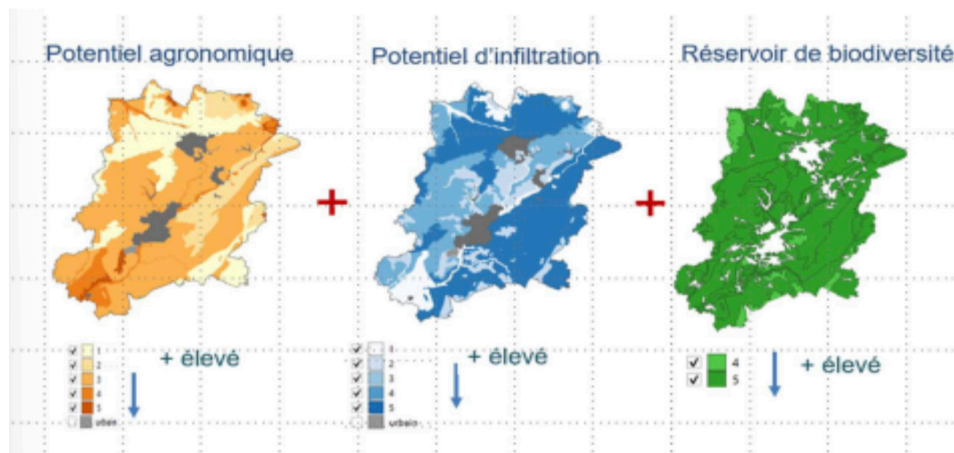 Potentiel agronomique
Potentiel d'infiltration
Réservoir de biodiversité
+
+
1
2
3
4
5
urbain
+ élevé
1
2
3
4
5
urbain
+ élevé
4
5
+ élevé